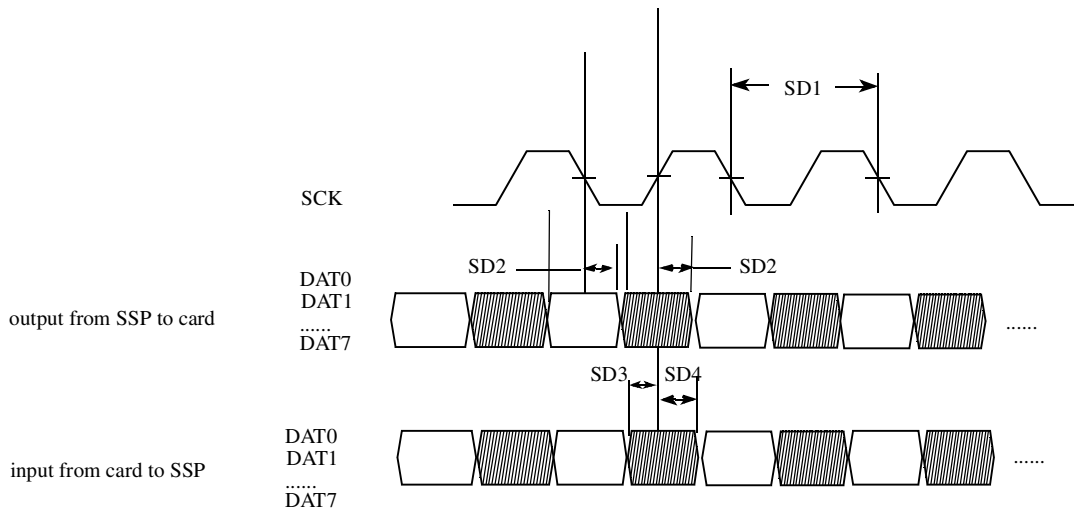 SD1
SCK
SD2
SD2
DAT0
DAT1
......
DAT7
output from SSP to card
......
SD3
SD4
DAT0
DAT1
......
DAT7
input from card to SSP
......